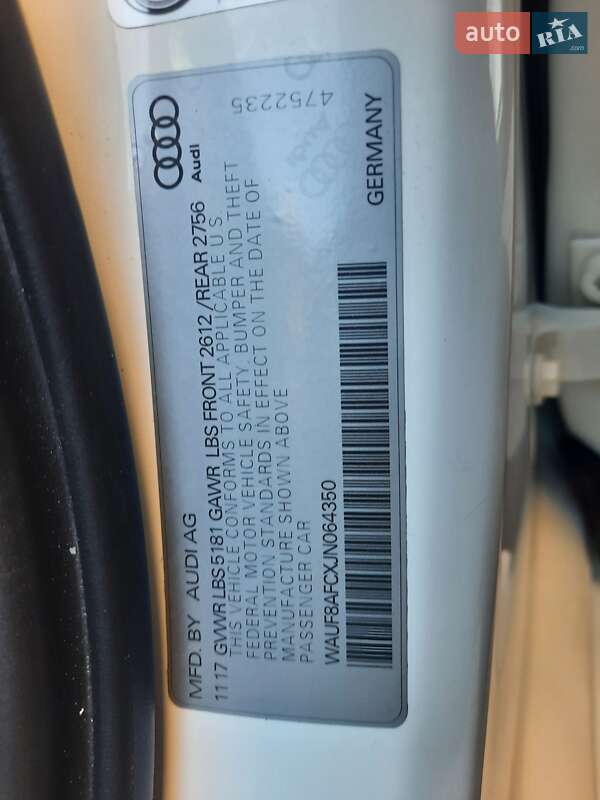 MFD. BY AUDI AG
Audi
11 17 GVWR LBS 5181 GAWR LBS FRONT 2612 / REAR 2756
THIS VEHICLE CONFORMS TO ALL APPLICABLE U S
FEDERAL MOTOR VEHICLE SAFETY, BUMPER AND THEFT
PREVENTION STANDARDS IN EFFECT ON THE DATE OF
MANUFACTURE SHOWN ABOVE
PASSENGER CAR
WAUF8AFCXJN064350
GERMANY
4752235
auto RIA.com